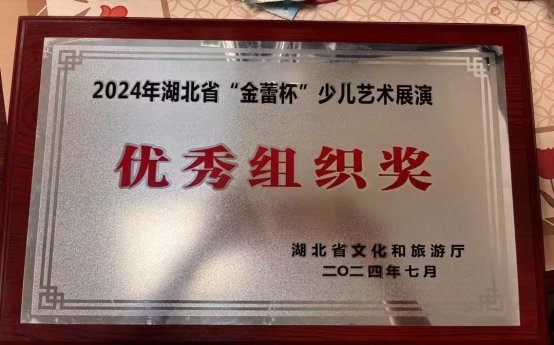 2024年湖北省“金蕾杯”少儿艺术展演
优秀组织奖
湖北省文化和旅游厅
二〇二四年七月